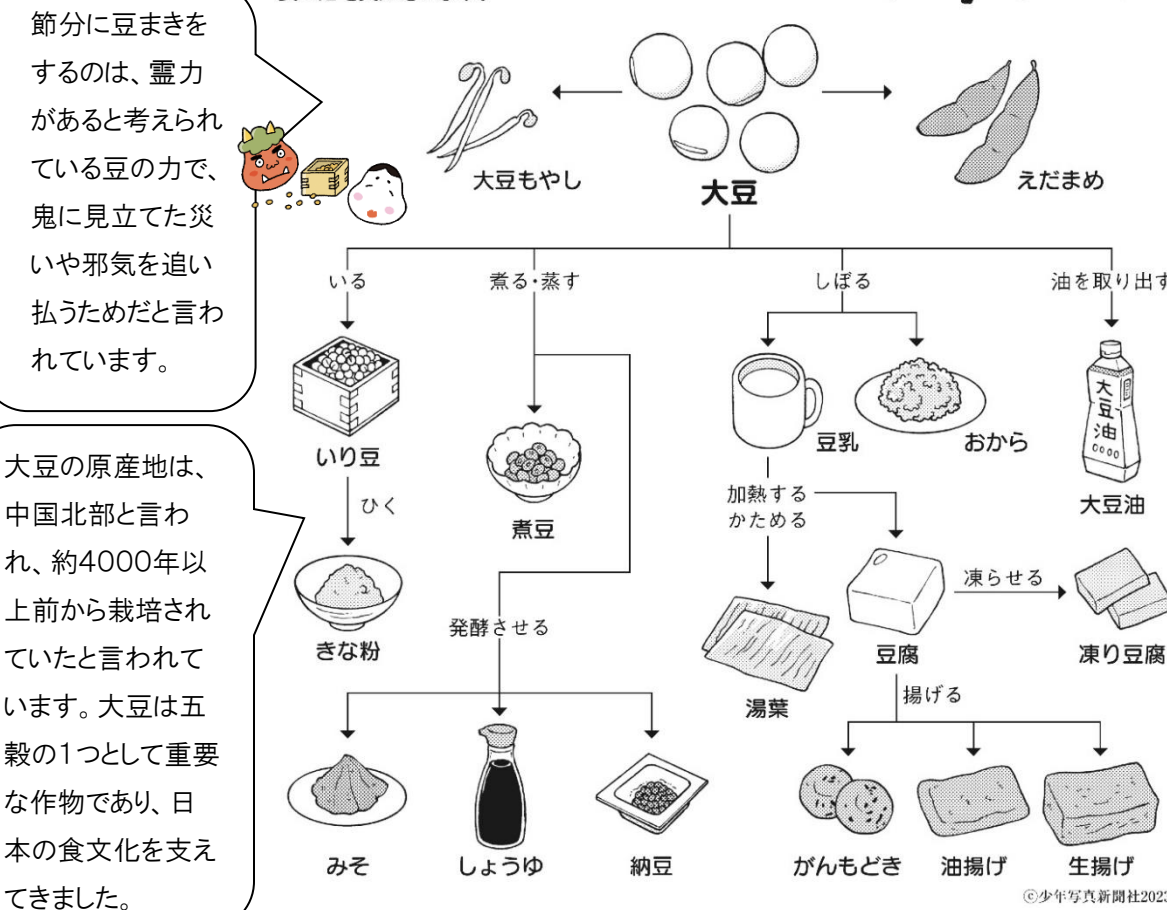 節分に豆まきを
するのは、霊力
があると考えられ
ている豆の力で、
鬼に見立てた災
いや邪気を追い
払うためだと言わ
れています。
大豆の原産地は、
中国北部と言わ
れ、約4000年以
上前から栽培され
ていたと言われて
います。大豆は五
穀の1つとして重要
な作物であり、日
本の食文化を支え
てきました。
大豆もやし
大豆
えだまめ
いる
煮る・蒸す
しぼる
油を取り出す
いり豆
煮豆
豆乳
おから
大豆油
大豆油
ひく
加熱する
かためる
きな粉
発酵させる
湯葉
豆腐
凍らせる
凍り豆腐
揚げる
みそ
しょうゆ
納豆
がんもどき
油揚げ
生揚げ
©少年写真新聞社2023